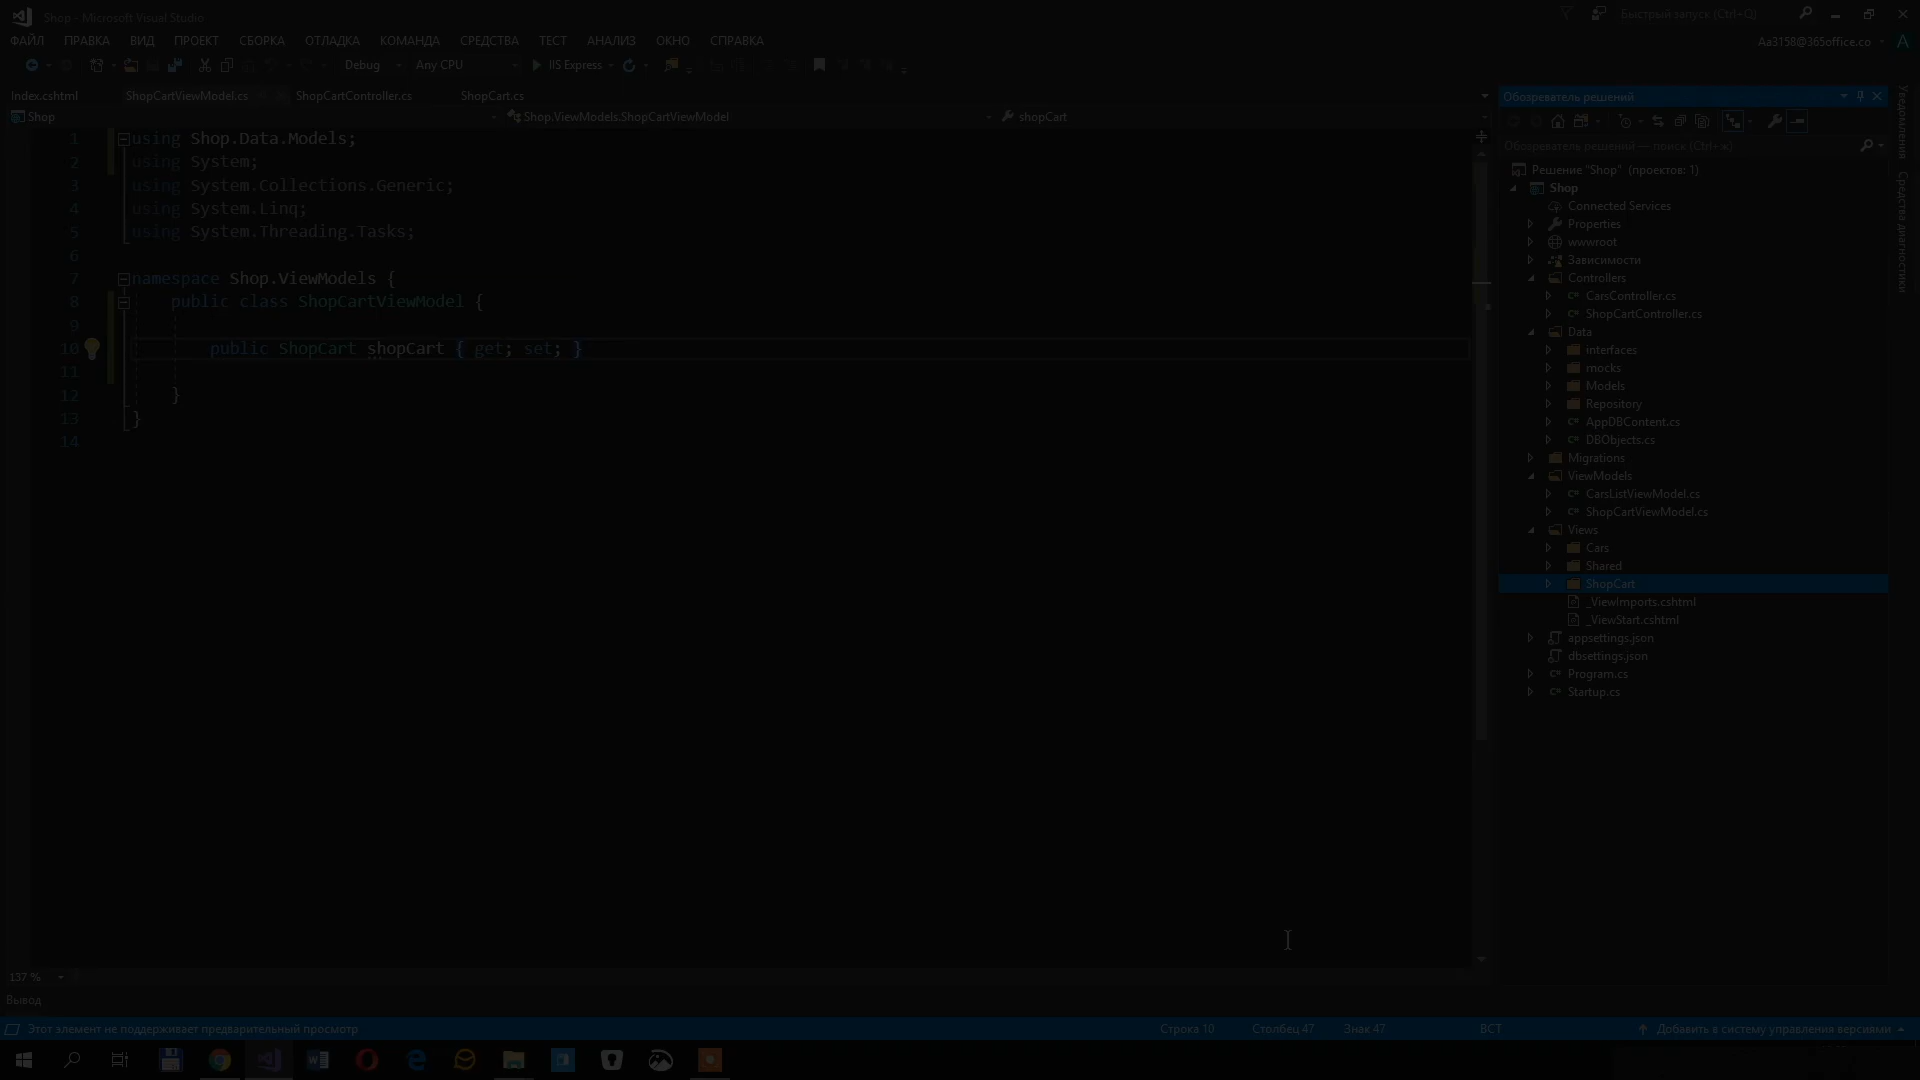 Shop - Microsoft Visual Studio
Быстрый запуск (Ctrl+Q)
ФАЙЛ ПРАВКА ВИД ПРОЕКТ СБОРКА ОТЛАДКА КОМАНДА СРЕДСТВА ТЕСТ АНАЛИЗ ОКНО СПРАВКА
Aa3158@365office.co
A
Debug Any CPU IIS Express
Index.cshtml ShopCartViewModel.cs ShopCartController.cs ShopCart.cs
Shop Shop.ViewModels.ShopCartViewModel shopCart
1 using Shop.Data.Models;
2 using System;
3 using System.Collections.Generic;
4 using System.Linq;
5 using System.Threading.Tasks;
6
7 namespace Shop.ViewModels {
8 public class ShopCartViewModel {
9
10 public ShopCart shopCart { get; set; }
11
12 }
13 }
14
137 %
Вывод
Обозреватель решений
Обозреватель решений — поиск (Ctrl+ж)
Решение "Shop" (проектов: 1)
Shop
Connected Services
Properties
wwwroot
Зависимости
Controllers
C# CarsController.cs
C# ShopCartController.cs
Data
interfaces
mocks
Models
Repository
C# AppDBContent.cs
C# DBObjects.cs
Migrations
ViewModels
C# CarsListViewModel.cs
C# ShopCartViewModel.cs
Views
Cars
Shared
ShopCart
_ViewImports.cshtml
_ViewStart.cshtml
appsettings.json
dbsettings.json
C# Program.cs
C# Startup.cs
Уведомления
Средства диагностики
Этот элемент не поддерживает предварительный просмотр Строка 10 Столбец 47 Знак 47 ВСТ Добавить в систему управления версиями